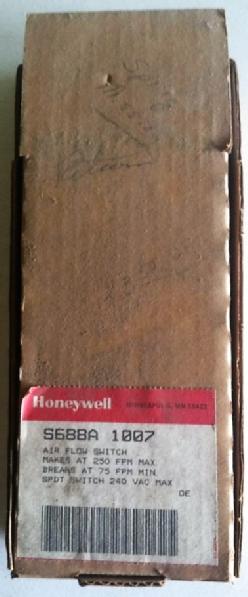 Honeywell MINNEAPOLIS, MN 55422
S688A 1007
AIR FLOW SWITCH
MAKES AT 250 FPM MAX
BREAKS AT 75 FPM MIN
SPDT SWITCH 240 VAC MAX
OE